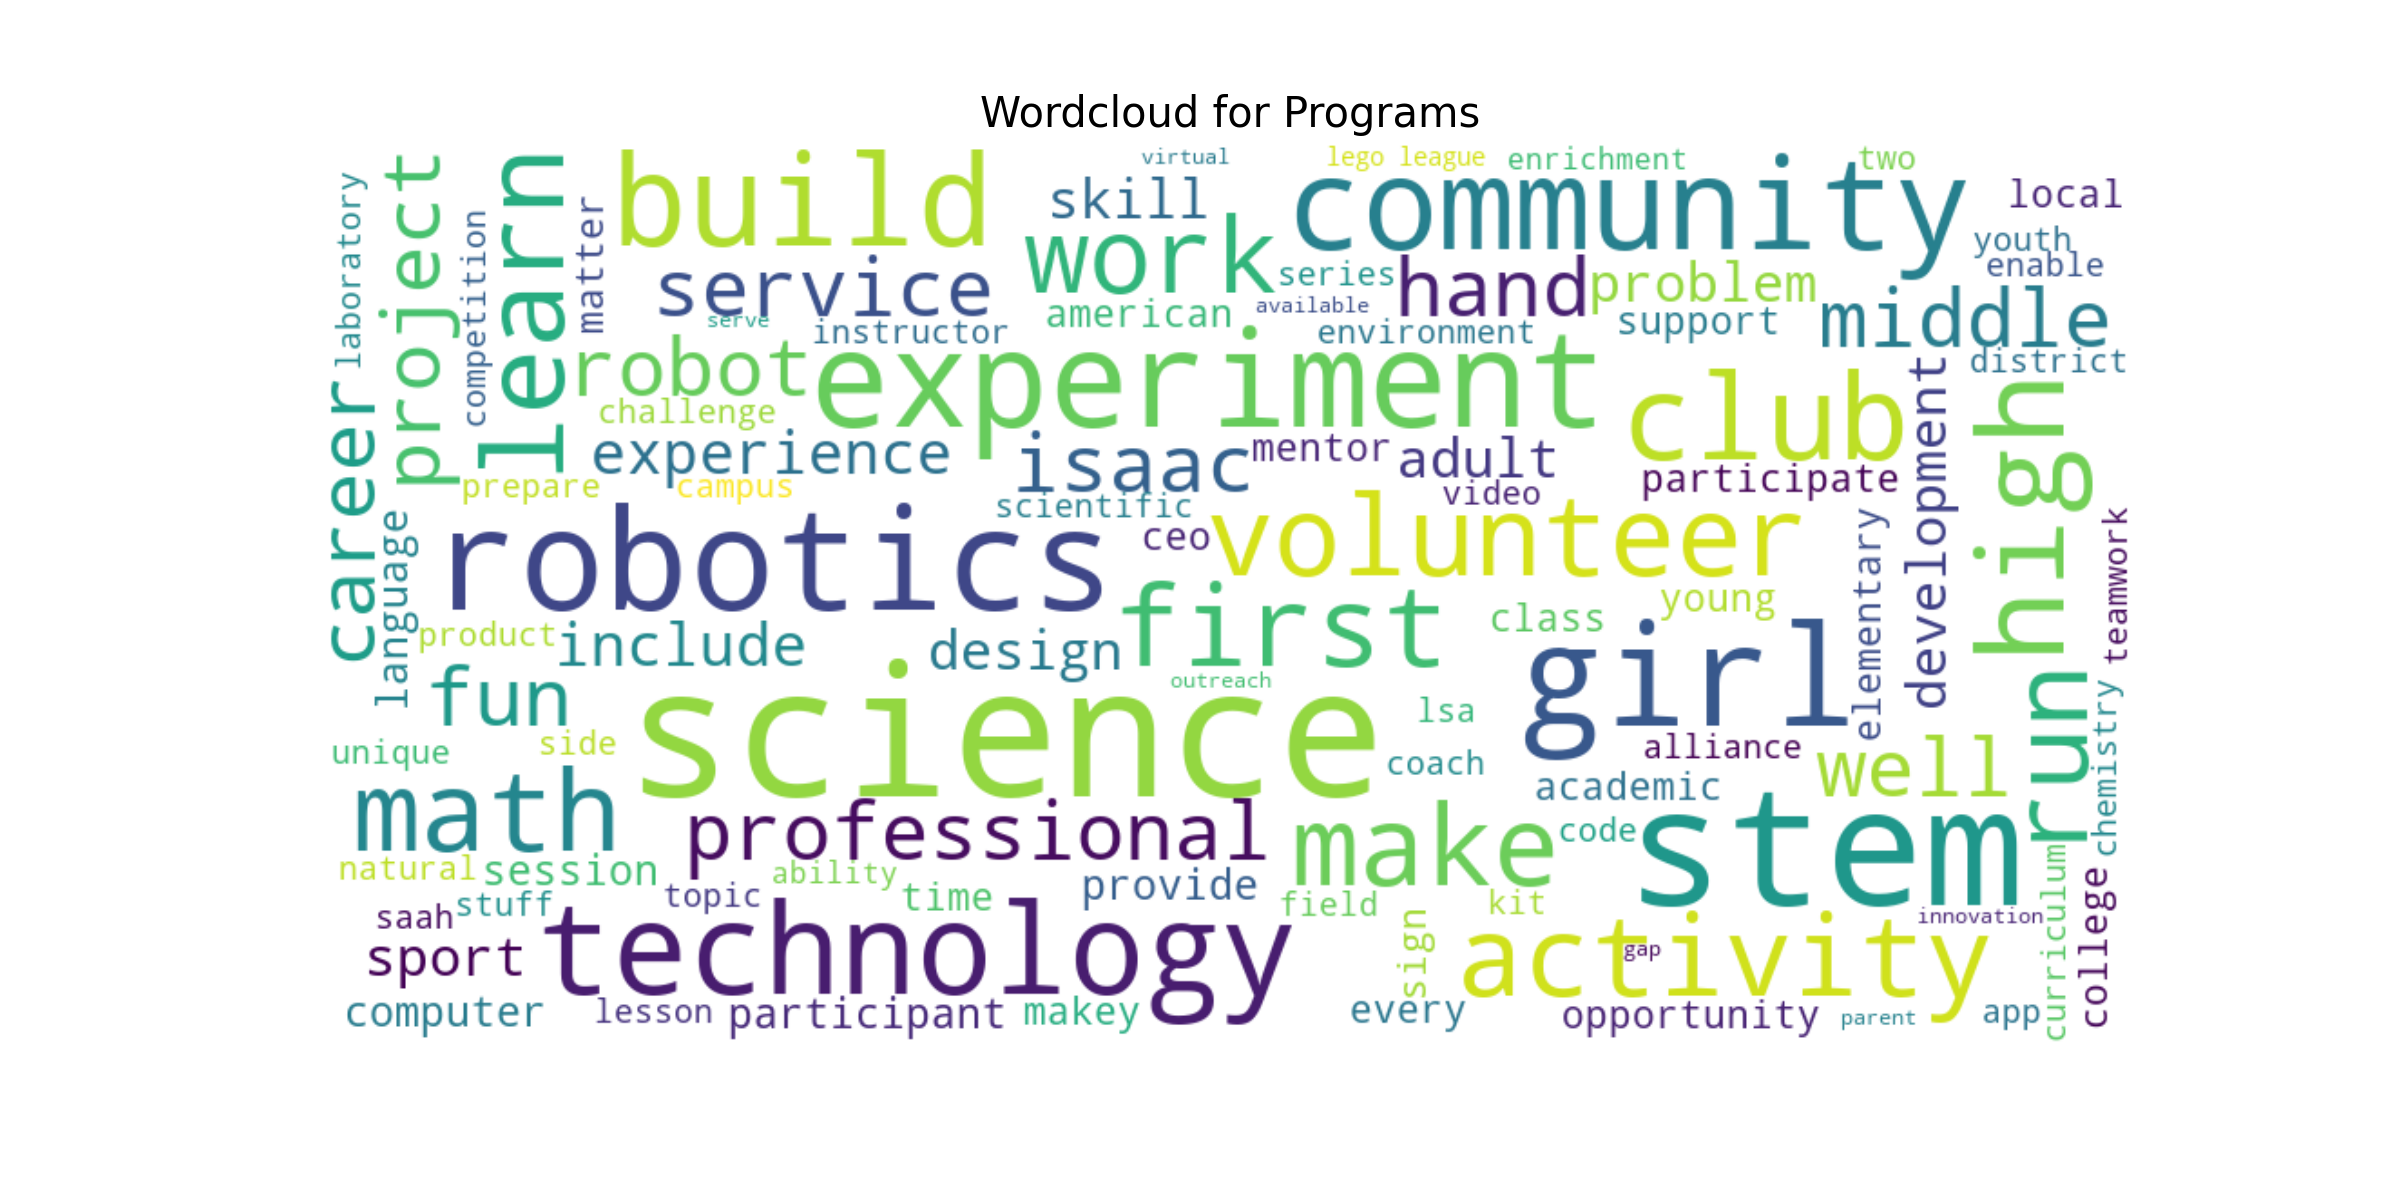 Wordcloud for Programs
virtual
lego league
enrichment
two
build
skill
community
local
laboratory
project
competition
learn
matter
work
youth
service
series
hand
problem
enable
serve
instructor
american
available
environment
support
middle
district
robot
experiment
challenge
club
development
high
career
experience
isaac
mentor
adult
participate
prepare
campus
scientific
video
language
robotics
ceo
volunteer
elementary
teamwork
product
include
design
first
class
young
girl
fun
science
outreach
lsa
run
chemistry
unique
side
coach
alliance
academic
well
math
professional
make
code
stem
natural
session
topic
ability
time
provide
field
kit
innovation
curriculum
college
saah
stuff
sport
technology
sign
activity
gap
computer
lesson
participant
makey
every
opportunity
parent
app